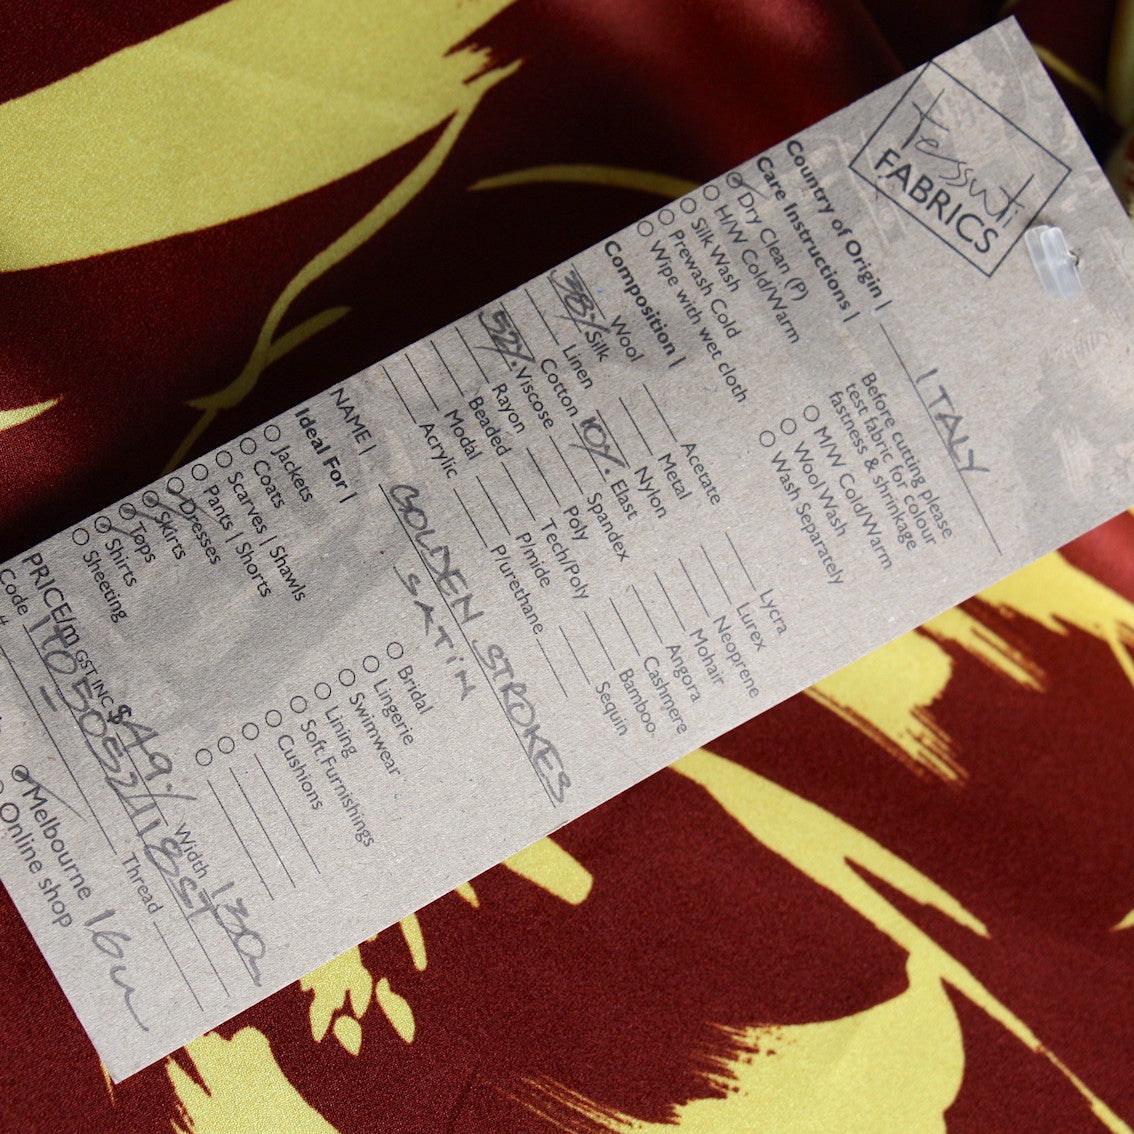 tessuti
FABRICS
Country of Origin | ITALY
Care Instructions |
Dry Clean (P)
H/W Cold/Warm
Silk Wash
Prewash Cold
Wipe with wet cloth
Before cutting please
test fabric for colour
fastness & shrinkage
M/W Cold/Warm
Wool Wash
Wash Separately
Composition |
Wool
38% Silk
Linen
Cotton
52% Viscose
Rayon
Beaded
Modal
Acrylic
Acetate
Metal
Nylon
10% Elast
Spandex
Poly
Tech/Poly
P/mide
P/urethane
Lycra
Lurex
Neoprene
Mohair
Angora
Cashmere
Bamboo
Sequin
NAME | GOLDEN STROKES
SATIN
Ideal For |
Jackets
Coats
Scarves | Shawls
Pants | Shorts
Dresses
Skirts
Tops
Shirts
Sheeting
Bridal
Lingerie
Swimwear
Lining
Soft Furnishings
Cushions
PRICE/m GST INC $49 Width 130
Code
Thread
Melbourne 16m
Online shop